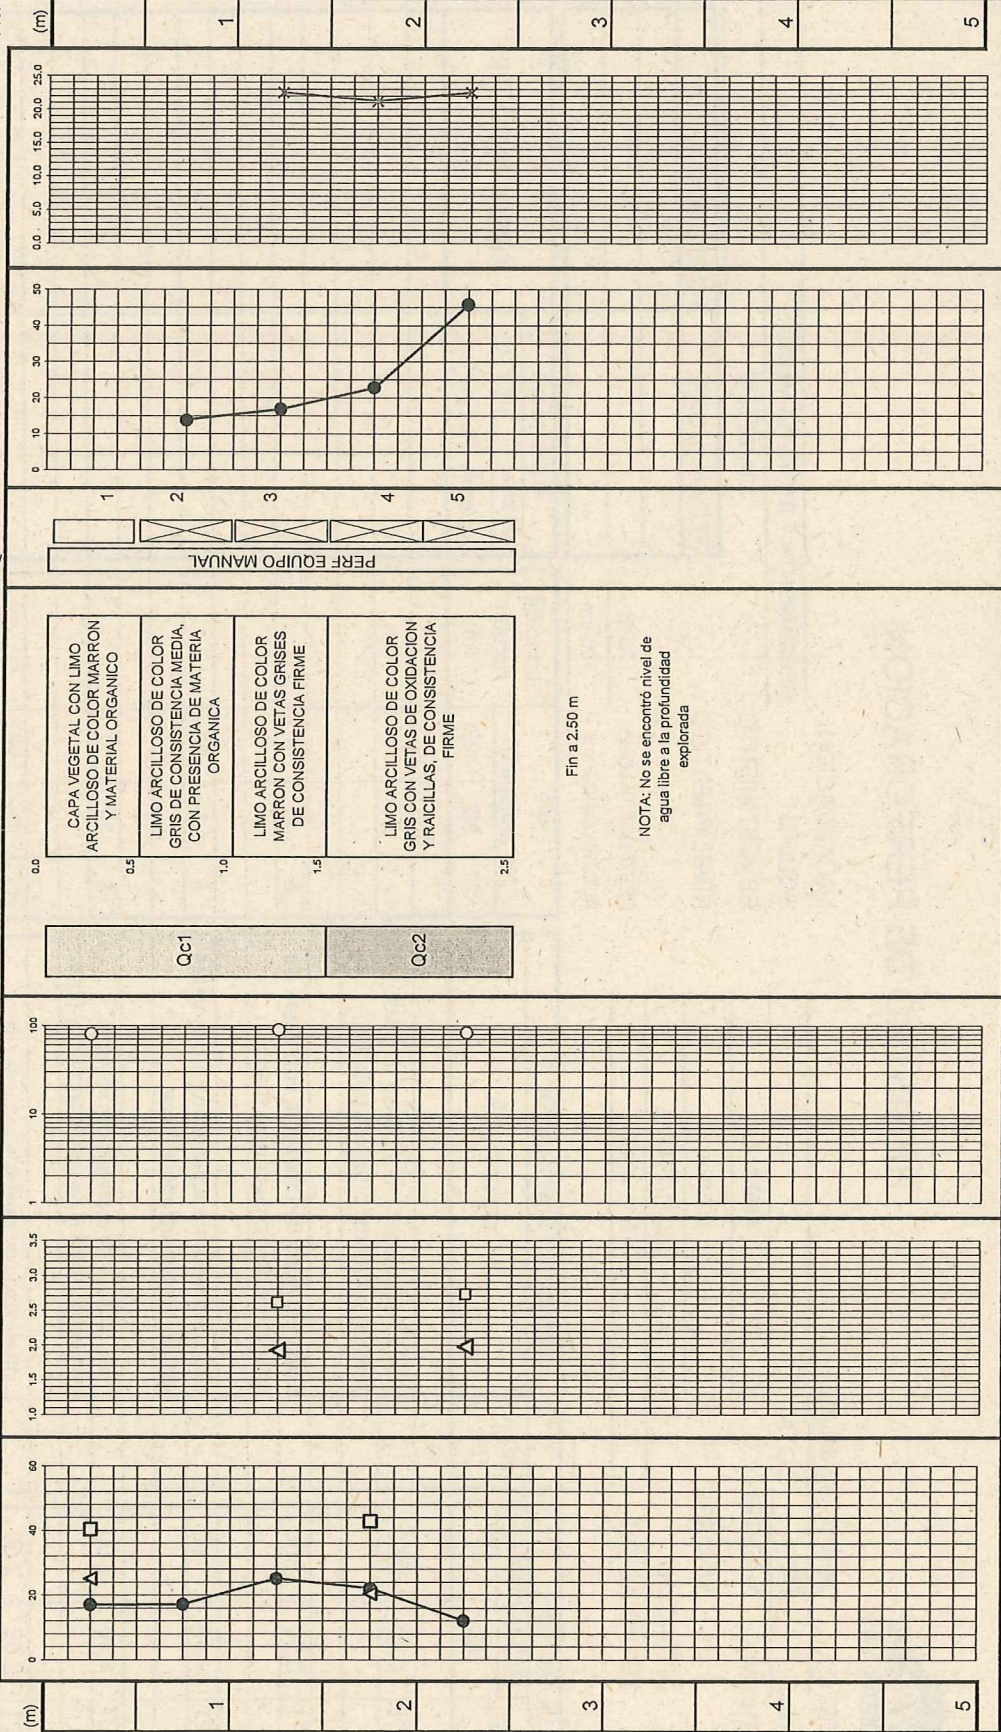 (m)
1
2
3
4
5
0
20
40
60
1.0
1.5
2.0
2.5
3.0
3.5
1
10
100
Qc1
Qc2
0.0
0.5
1.0
1.5
2.5
CAPA VEGETAL CON LIMO
ARCILLOSO DE COLOR MARRON
Y MATERIAL ORGANICO
LIMO ARCILLOSO DE COLOR
GRIS DE CONSISTENCIA MEDIA,
CON PRESENCIA DE MATERIA
ORGANICA
LIMO ARCILLOSO DE COLOR
MARRON CON VETAS GRISES
DE CONSISTENCIA FIRME
LIMO ARCILLOSO DE COLOR
GRIS CON VETAS DE OXIDACION
Y RAICILLAS, DE CONSISTENCIA
FIRME
Fin a 2.50 m
NOTA: No se encontró nivel de
agua libre a la profundidad
explorada
PERF EQUIPO MANUAL
1
2
3
4
5
0
10
20
30
40
50
0.0
5.0
10.0
15.0
20.0
25.0
(m)
1
2
3
4
5